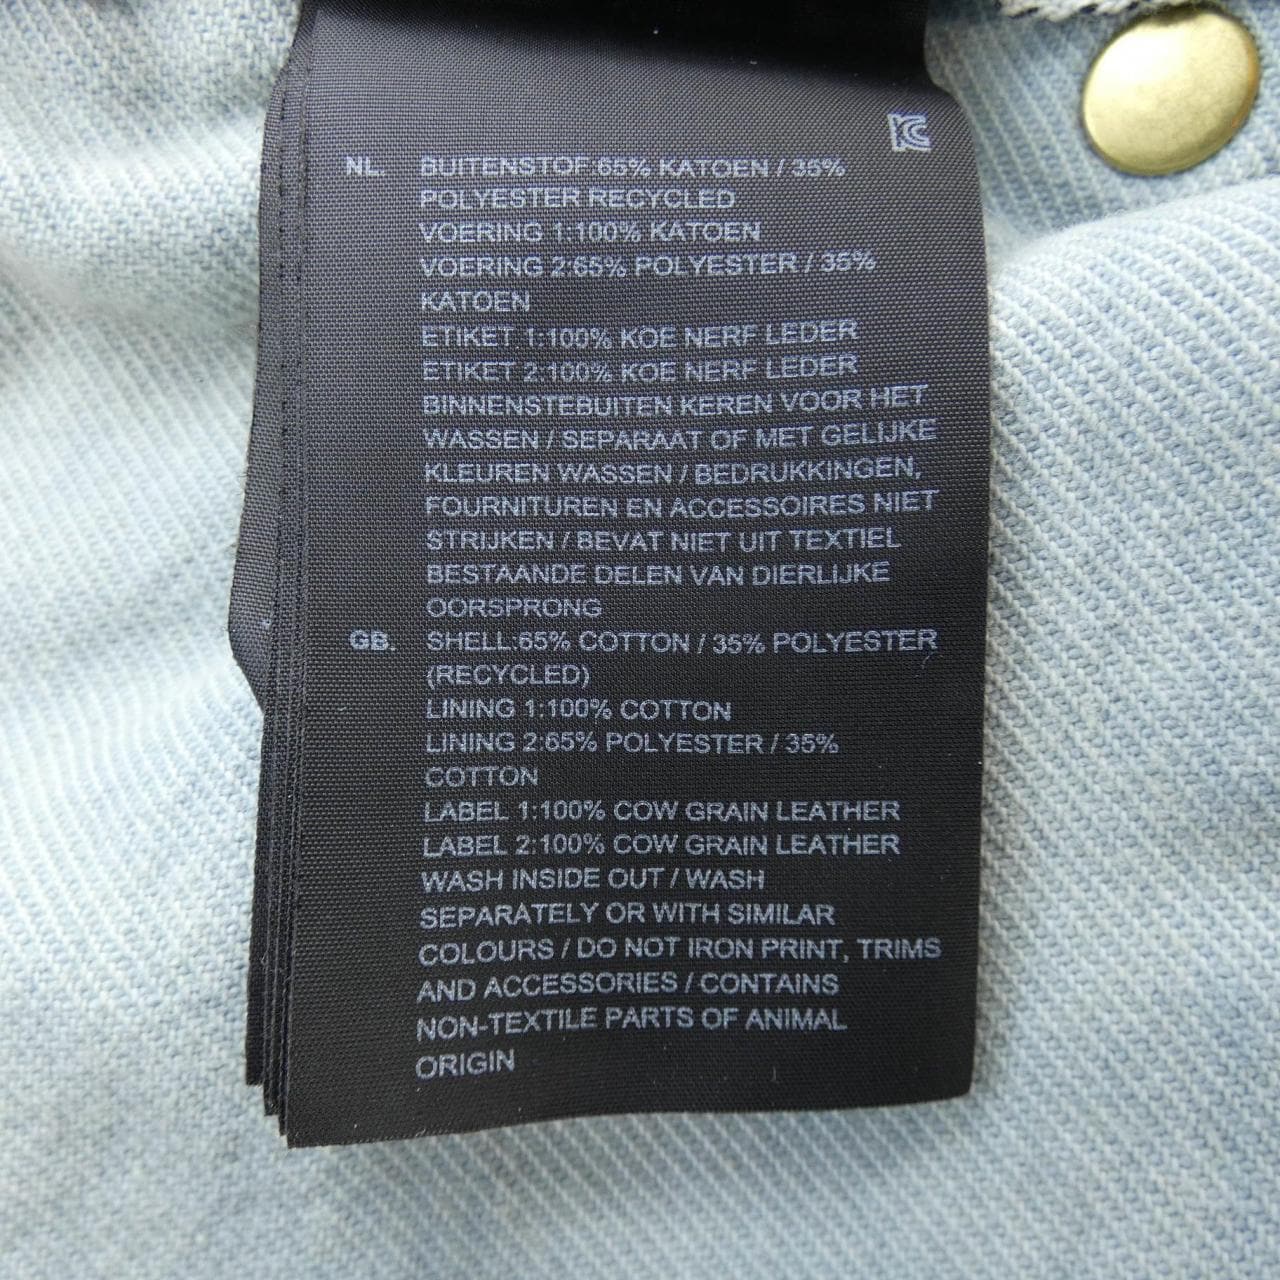 NL. BUITENSTOF:65% KATOEN / 35%
POLYESTER RECYCLED
VOERING 1:100% KATOEN
VOERING 2:65% POLYESTER / 35%
KATOEN
ETIKET 1:100% KOE NERF LEDER
ETIKET 2:100% KOE NERF LEDER
BINNENSTEBUITEN KEREN VOOR HET
WASSEN / SEPARAAT OF MET GELIJKE
KLEUREN WASSEN / BEDRUKKINGEN,
FOURNITUREN EN ACCESSOIRES NIET
STRIJKEN / BEVAT NIET UIT TEXTIEL
BESTAANDE DELEN VAN DIERLIJKE
OORSPRONG
GB. SHELL:65% COTTON / 35% POLYESTER
(RECYCLED)
LINING 1:100% COTTON
LINING 2:65% POLYESTER / 35%
COTTON
LABEL 1:100% COW GRAIN LEATHER
LABEL 2:100% COW GRAIN LEATHER
WASH INSIDE OUT / WASH
SEPARATELY OR WITH SIMILAR
COLOURS / DO NOT IRON PRINT, TRIMS
AND ACCESSORIES / CONTAINS
NON-TEXTILE PARTS OF ANIMAL
ORIGIN